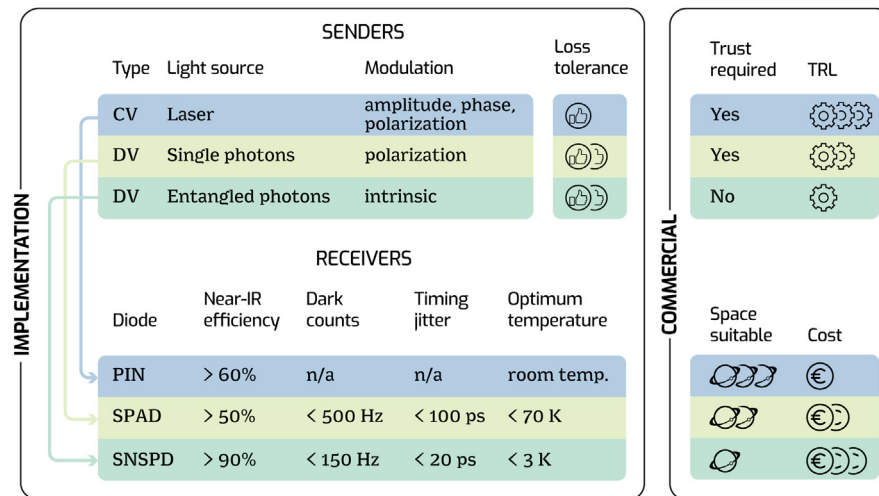 IMPLEMENTATION
SENDERS
Type Light source Modulation Loss tolerance
CV Laser amplitude, phase, polarization
DV Single photons polarization
DV Entangled photons intrinsic
RECEIVERS
Diode Near-IR efficiency Dark counts Timing jitter Optimum temperature
PIN > 60% n/a n/a room temp.
SPAD > 50% < 500 Hz < 100 ps < 70 K
SNSPD > 90% < 150 Hz < 20 ps < 3 K
COMMERCIAL
Trust required TRL
Yes
Yes
No
Space suitable Cost
€
€
€